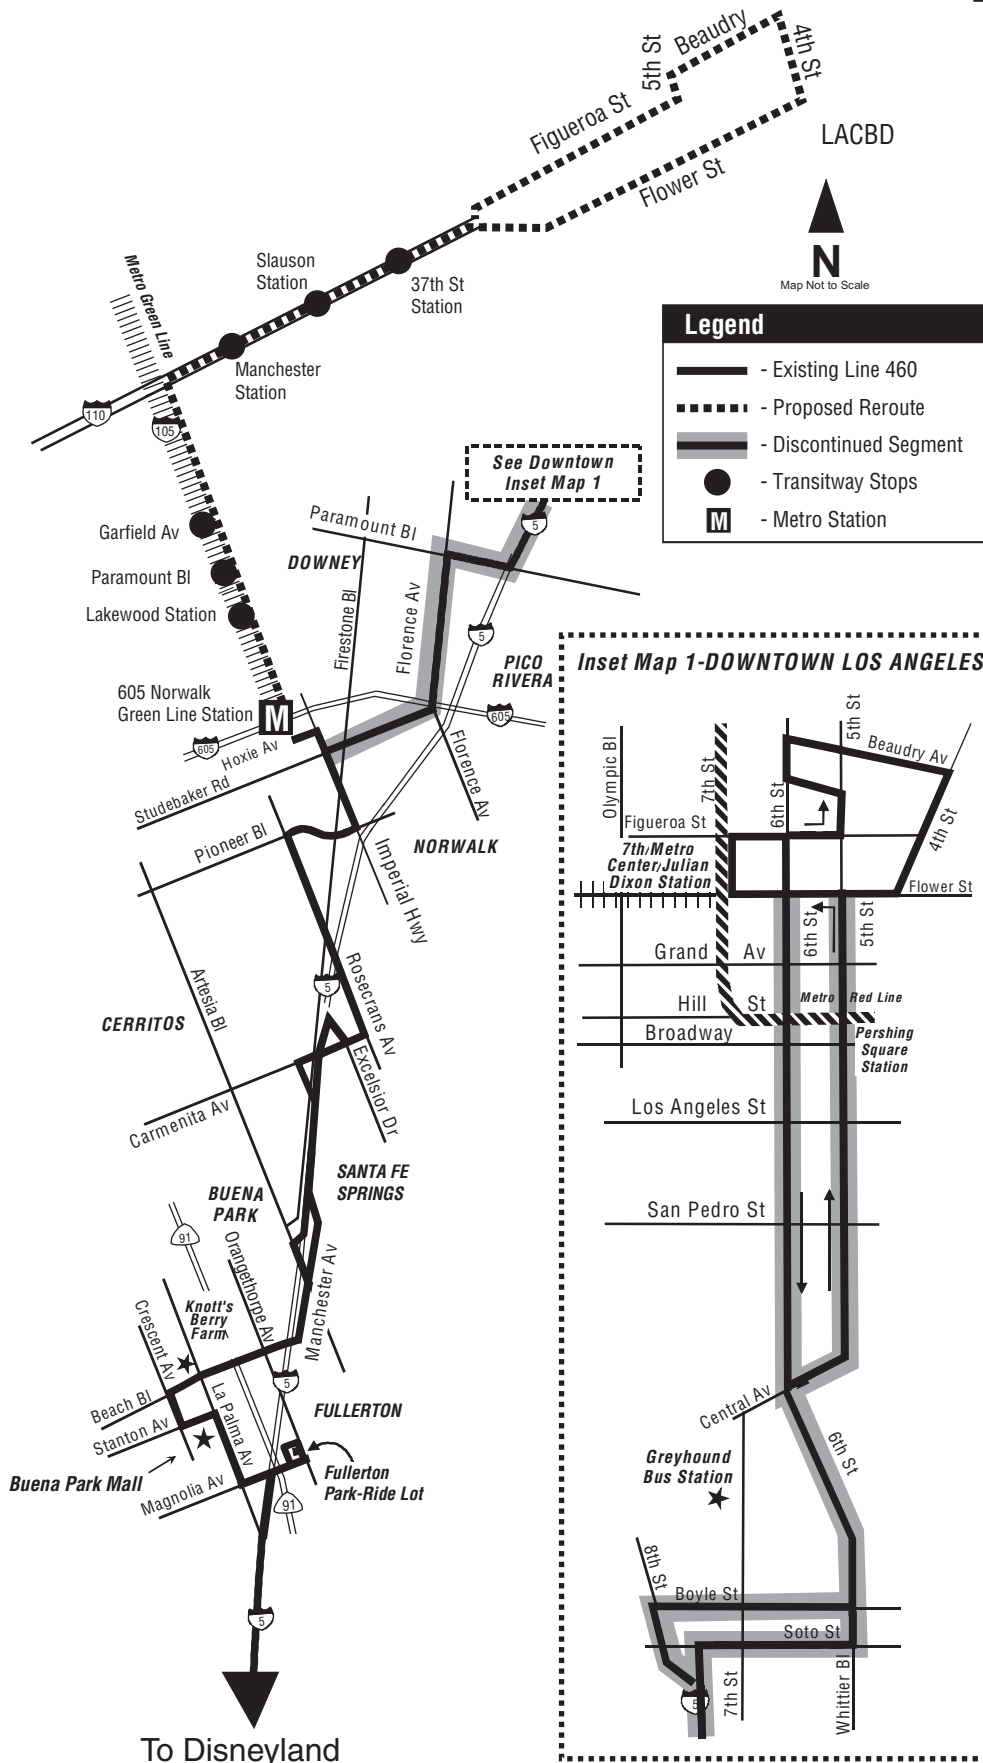 Beaudry
4th St
5th St
Figueroa St
Flower St
LACBD
N
Map Not to Scale
Slauson
Station
37th St
Station
Manchester
Station
Metro Green Line
110
105
Legend
- Existing Line 460
- Proposed Reroute
- Discontinued Segment
- Transitway Stops
M
- Metro Station
See Downtown
Inset Map 1
5
Paramount Bl
DOWNEY
Garfield Av
Paramount Bl
Lakewood Station
Firestone Bl
Florence Av
5
PICO
RIVERA
605 Norwalk
Green Line Station
M
605
605
Hoxie Av
Studebaker Rd
Florence Av
Pioneer Bl
NORWALK
Imperial Hwy
Artesia Bl
Rosecrans Av
5
CERRITOS
Excelsior Dr
Carmenita Av
SANTA FE
SPRINGS
BUENA
PARK
91
Orangethorpe Av
Manchester Av
Knott's
Berry
Farm
Crescent Av
5
Beach Bl
La Palma Av
FULLERTON
Stanton Av
Buena Park Mall
Magnolia Av
Fullerton
Park-Ride Lot
91
5
To Disneyland
Inset Map 1-DOWNTOWN LOS ANGELES
Olympic Bl
7th St
6th St
5th St
Beaudry Av
Figueroa St
4th St
7th/Metro
Center/Julian
Dixon Station
Flower St
6th St
5th St
Grand Av
Hill St
Metro Red Line
Broadway
Pershing
Square
Station
Los Angeles St
San Pedro St
Central Av
6th St
Greyhound
Bus Station
8th St
Boyle St
Soto St
5
7th St
Whittier Bl